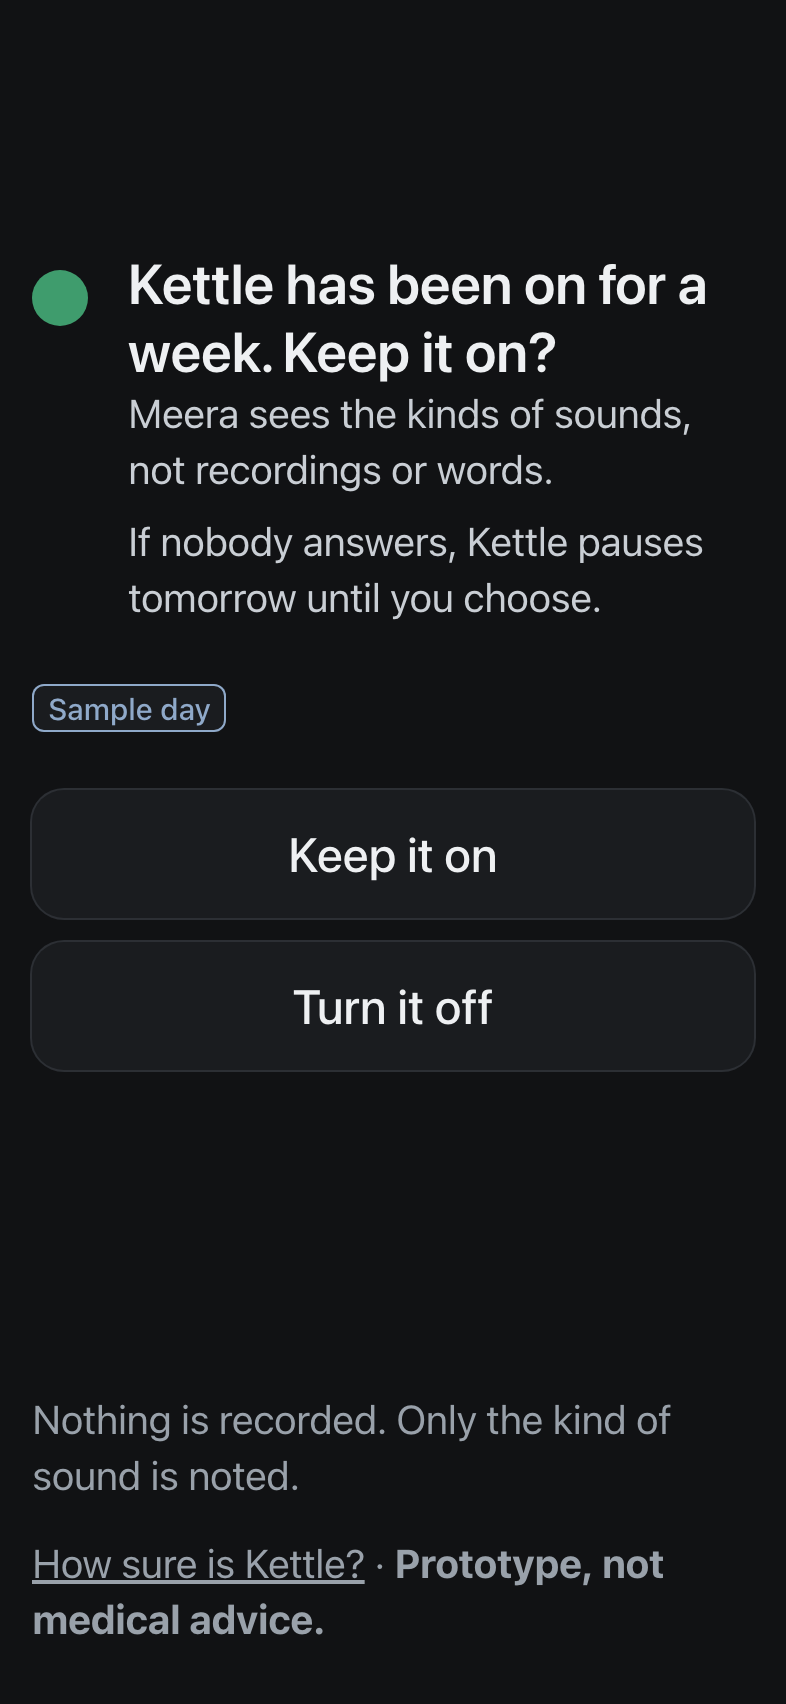 Kettle has been on for a
week. Keep it on?
Meera sees the kinds of sounds,
not recordings or words.
If nobody answers, Kettle pauses
tomorrow until you choose.
Sample day
Keep it on
Turn it off
Nothing is recorded. Only the kind of
sound is noted.
How sure is Kettle? · Prototype, not
medical advice.